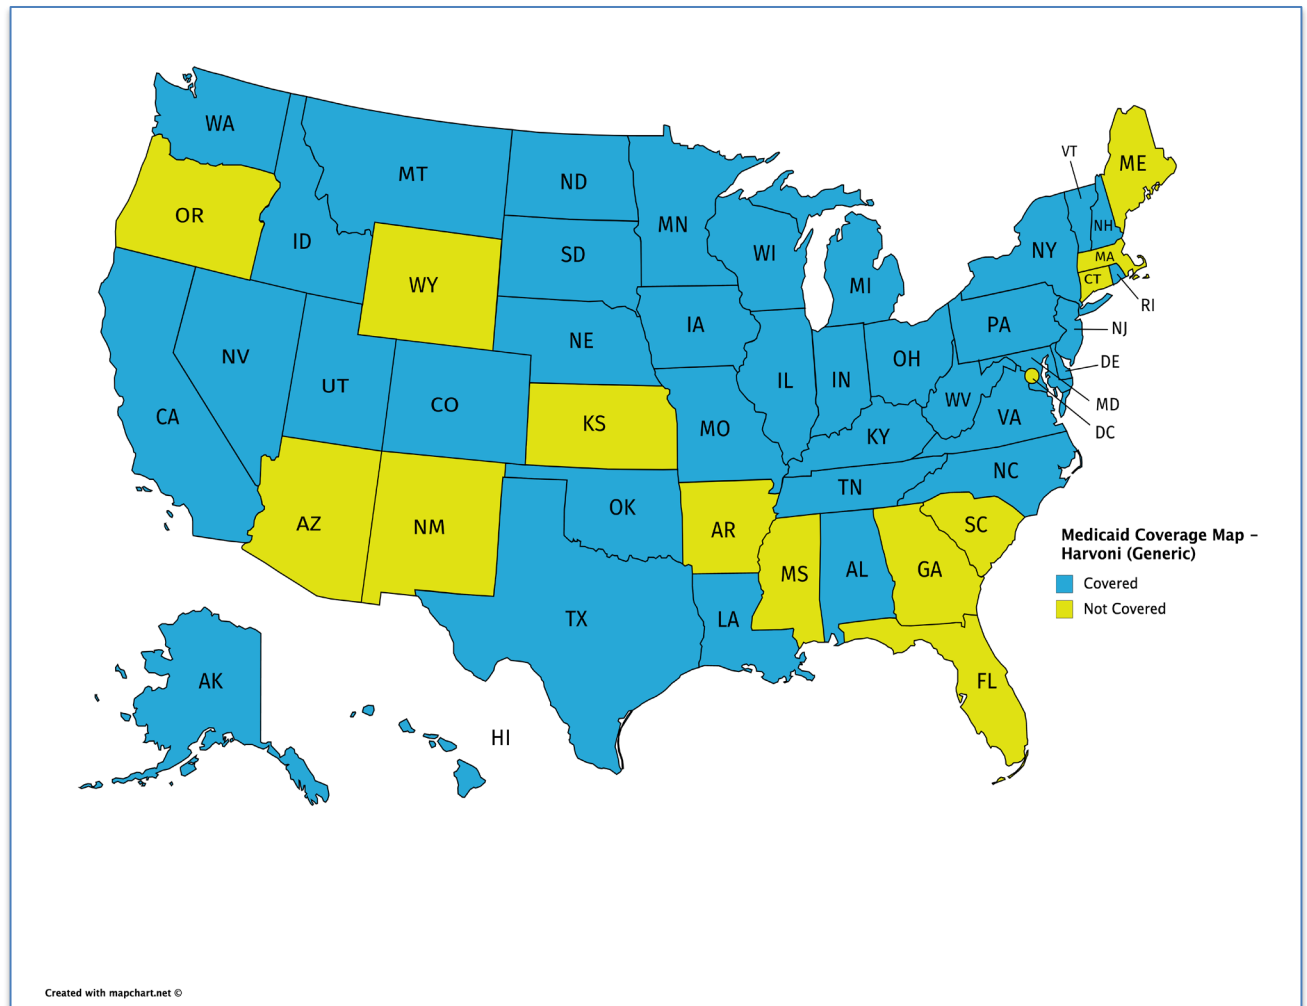 WA
VT
ME
MT
ND
OR
MN
NH
ID
SD
WI
NY
MA
WY
MI
CT
RI
IA
PA
NJ
NE
NV
OH
DE
UT
IL
IN
CO
WV
MD
CA
KS
MO
VA
DC
KY
NC
TN
OK
AZ
NM
AR
SC
Medicaid Coverage Map –
Harvoni (Generic)
MS
AL
GA
Covered
Not Covered
TX
LA
AK
FL
HI
Created with mapchart.net ©